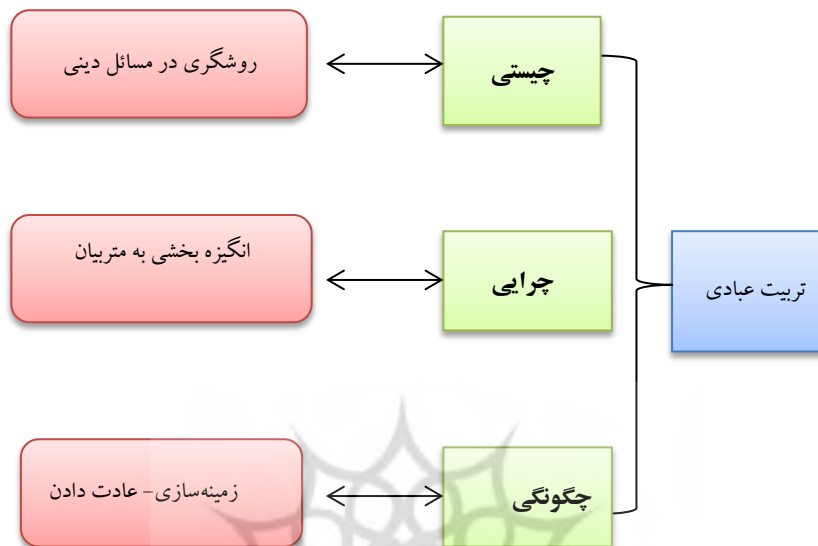 چیستی
روشگری در مسائل دینی
چرایی
انگیزه بخشی به متربیان
تربیت عبادی
چگونگی
زمینه‌سازی- عادت دادن